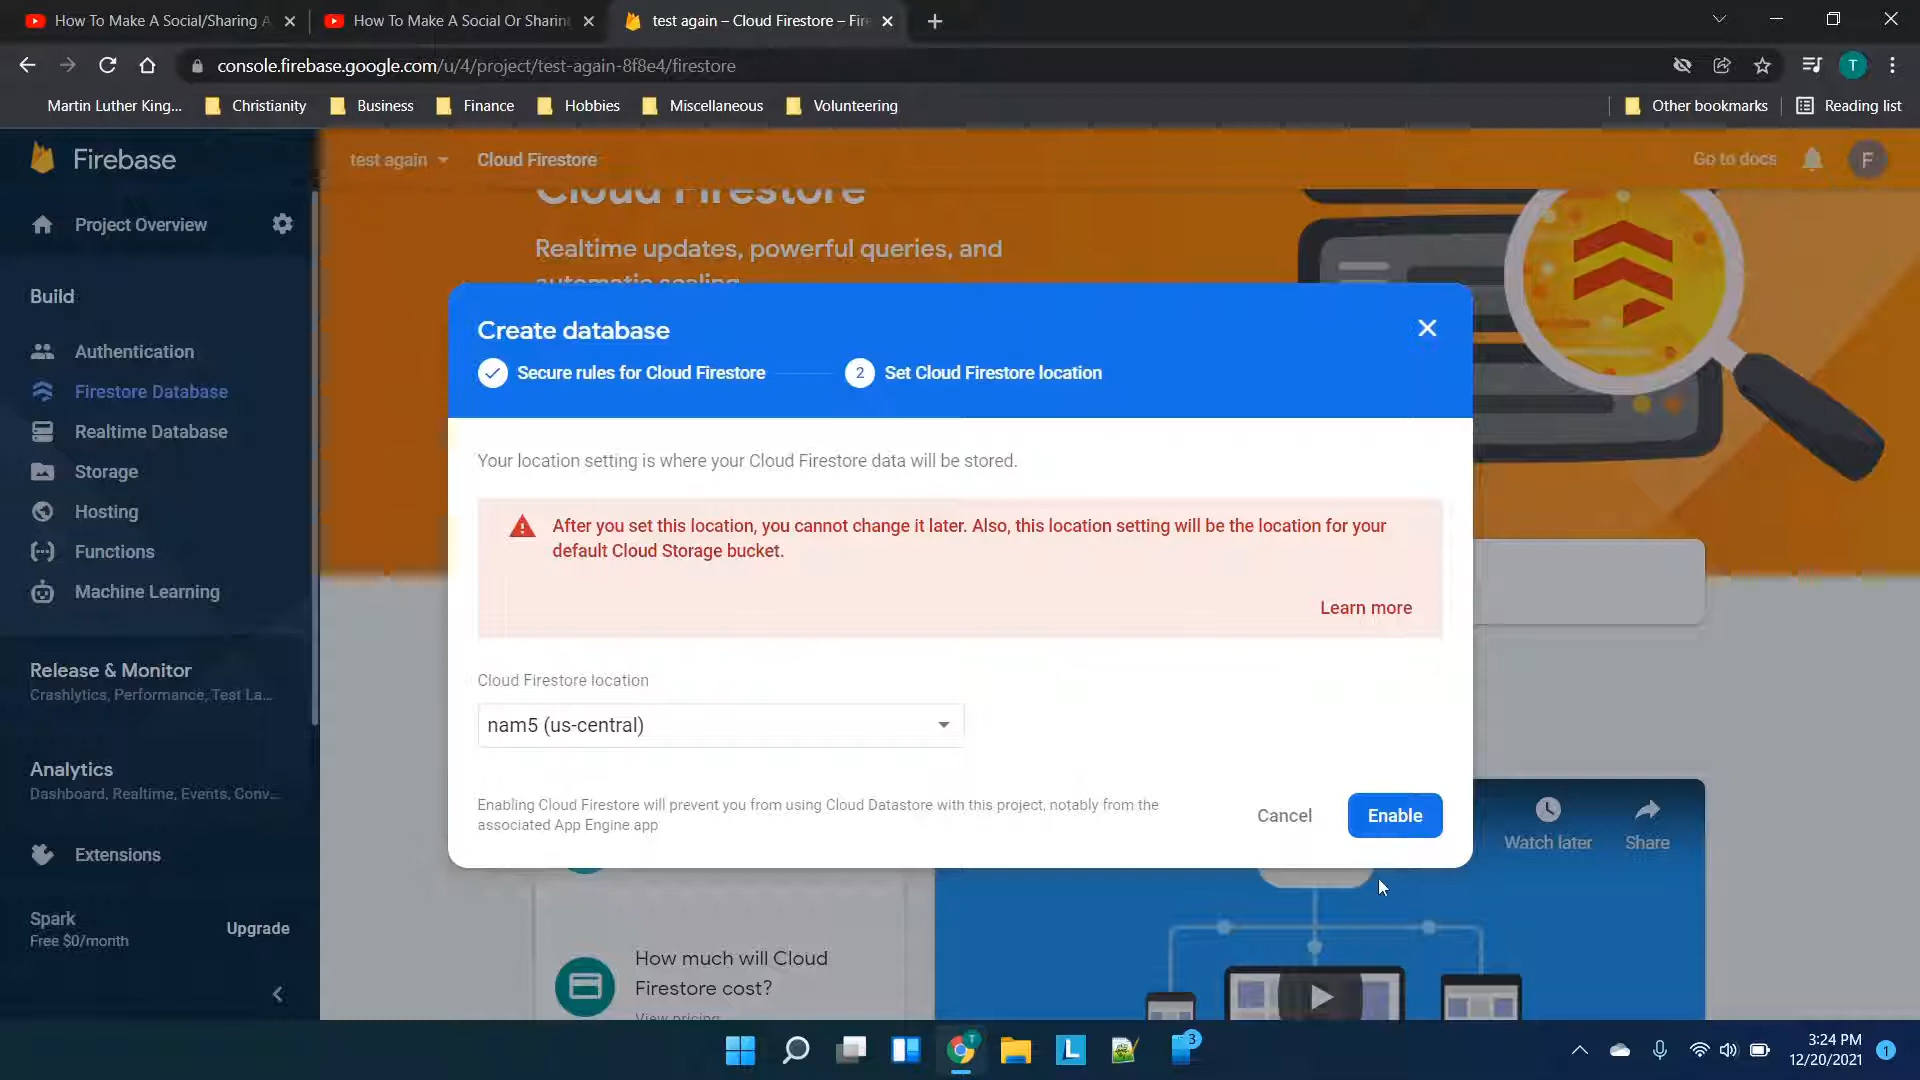 How To Make A Social/Sharing A
How To Make A Social Or Sharin
test again – Cloud Firestore – Fire
console.firebase.google.com/u/4/project/test-again-8f8e4/firestore
T
Martin Luther King...
Christianity
Business
Finance
Hobbies
Miscellaneous
Volunteering
Other bookmarks
Reading list
Firebase
test again
Cloud Firestore
Go to docs
F
Cloud Firestore
Realtime updates, powerful queries, and
automatic scaling
Project Overview
Build
Authentication
Firestore Database
Realtime Database
Storage
Hosting
Functions
Machine Learning
Release & Monitor
Crashlytics, Performance, Test La...
Analytics
Dashboard, Realtime, Events, Conv...
Extensions
Spark
Free $0/month
Upgrade
Create database
Secure rules for Cloud Firestore
2
Set Cloud Firestore location
Your location setting is where your Cloud Firestore data will be stored.
After you set this location, you cannot change it later. Also, this location setting will be the location for your
default Cloud Storage bucket.
Learn more
Cloud Firestore location
nam5 (us-central)
Enabling Cloud Firestore will prevent you from using Cloud Datastore with this project, notably from the
associated App Engine app
Cancel
Enable
Watch later
Share
How much will Cloud
Firestore cost?
View pricing
L
3
3:24 PM
12/20/2021
1